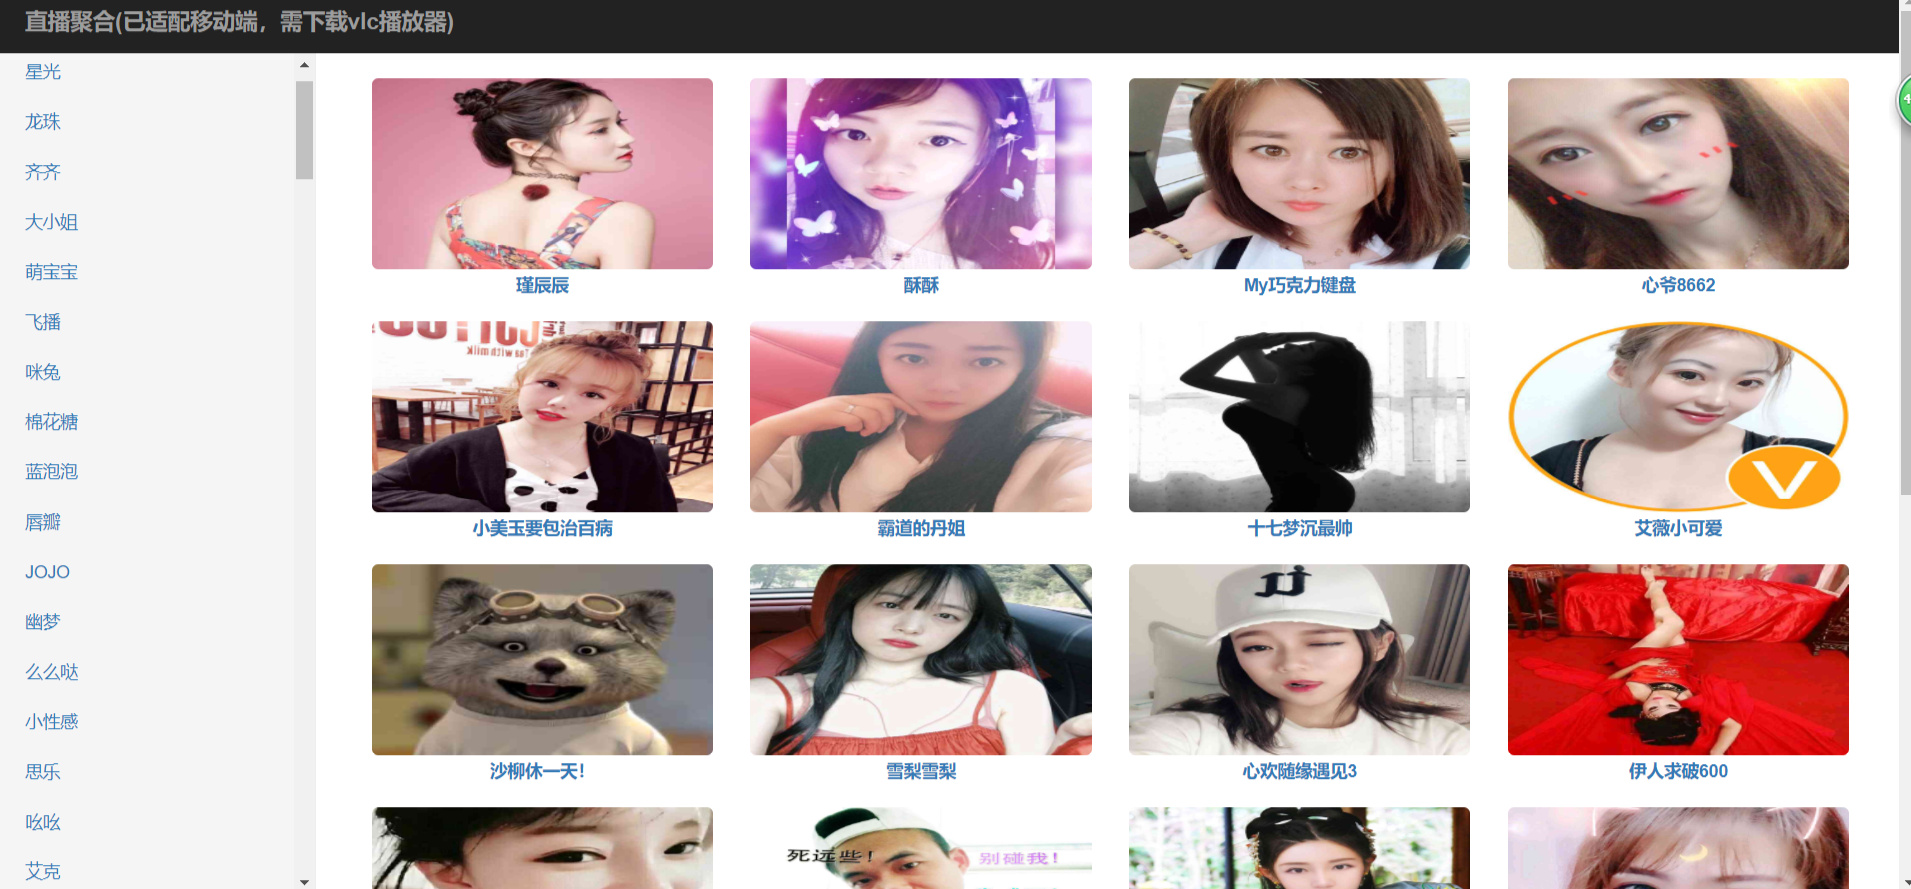 直播聚合(已适配移动端，需下载vlc播放器)
星光
龙珠
齐齐
大小姐
萌宝宝
飞播
咪兔
棉花糖
蓝泡泡
唇瓣
JOJO
幽梦
么么哒
小性感
思乐
吆吆
艾克
瑾辰辰
酥酥
My巧克力键盘
心爷8662
Tea with milk
小美玉要包治百病
霸道的丹姐
十七梦沉最帅
V
艾薇小可爱
沙柳休一天！
雪梨雪梨
心欢随缘遇见3
伊人求破600
死远些！
别碰我！
4